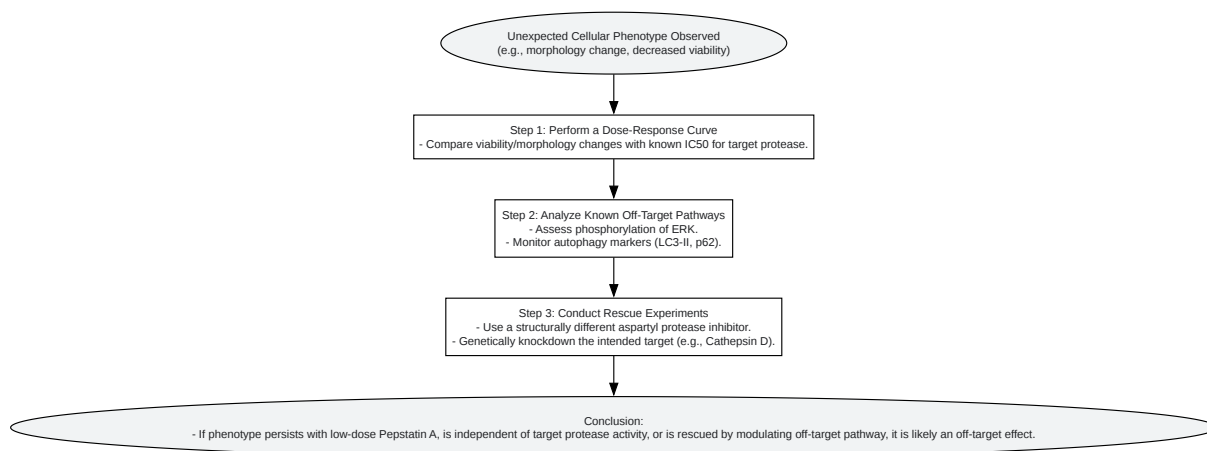 Unexpected Cellular Phenotype Observed
(e.g., morphology change, decreased viability)
Step 1: Perform a Dose-Response Curve
- Compare viability/morphology changes with known IC50 for target protease.
Step 2: Analyze Known Off-Target Pathways
- Assess phosphorylation of ERK.
- Monitor autophagy markers (LC3-II, p62).
Step 3: Conduct Rescue Experiments
- Use a structurally different aspartyl protease inhibitor.
- Genetically knockdown the intended target (e.g., Cathepsin D).
Conclusion:
- If phenotype persists with low-dose Pepstatin A, is independent of target protease activity, or is rescued by modulating off-target pathway, it is likely an off-target effect.